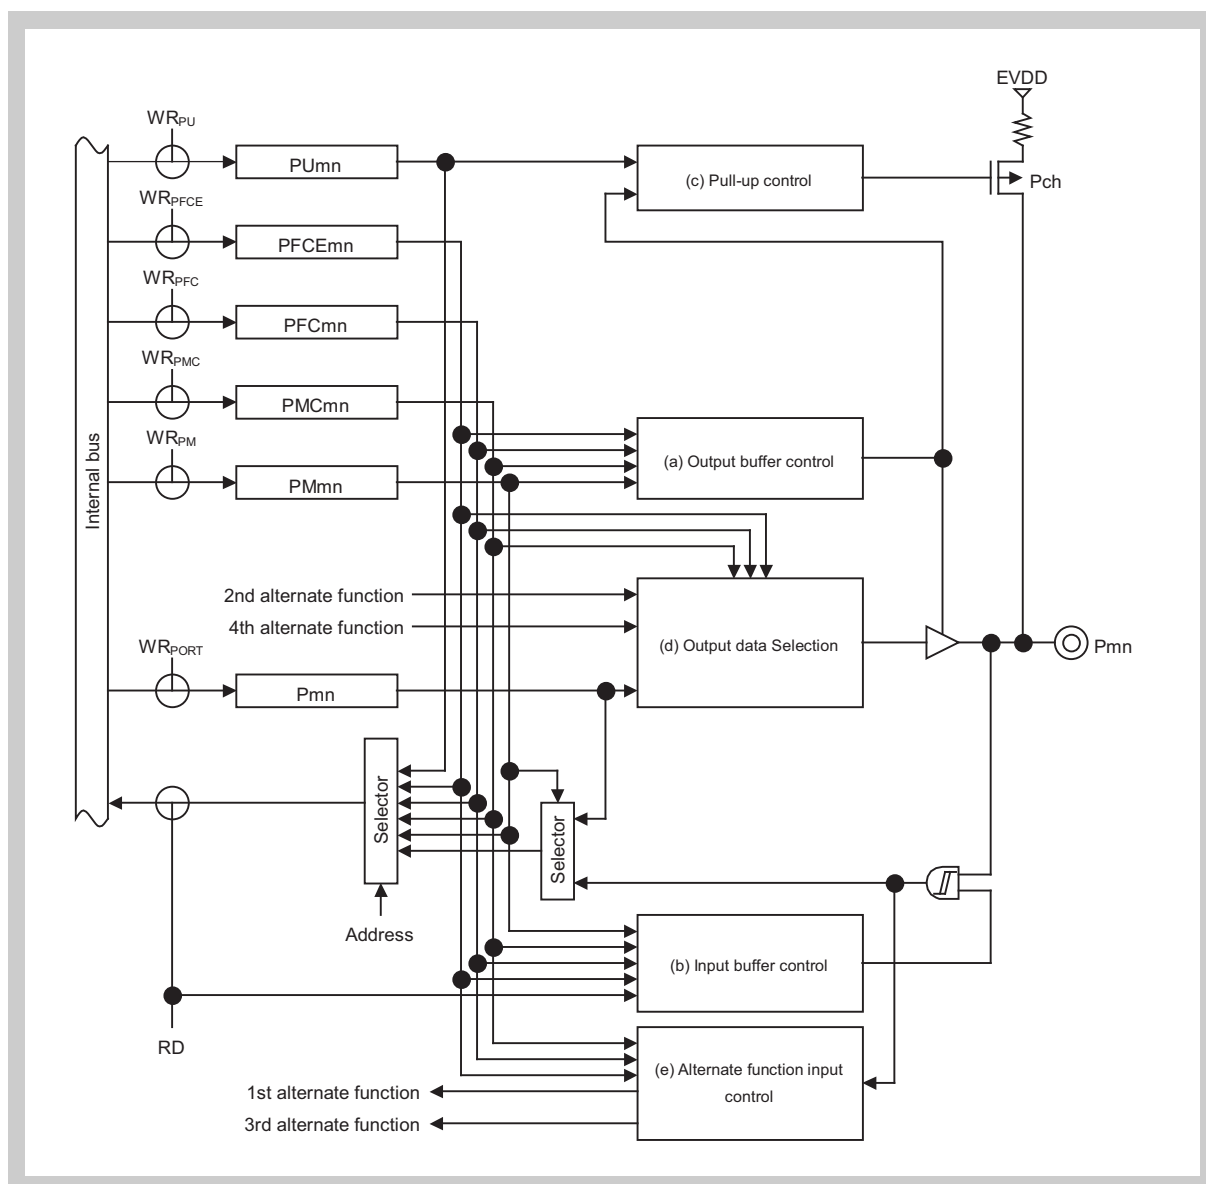 EVDD
WRPU
PUmn
(c) Pull-up control
Pch
WRPFCE
PFCEmn
WRPFC
PFCmn
WRPMC
PMCmn
Internal bus
WRPM
PMmn
(a) Output buffer control
2nd alternate function
4th alternate function
(d) Output data Selection
Pmn
WRPORT
Pmn
Selector
Selector
Address
(b) Input buffer control
RD
(e) Alternate function input
control
1st alternate function
3rd alternate function